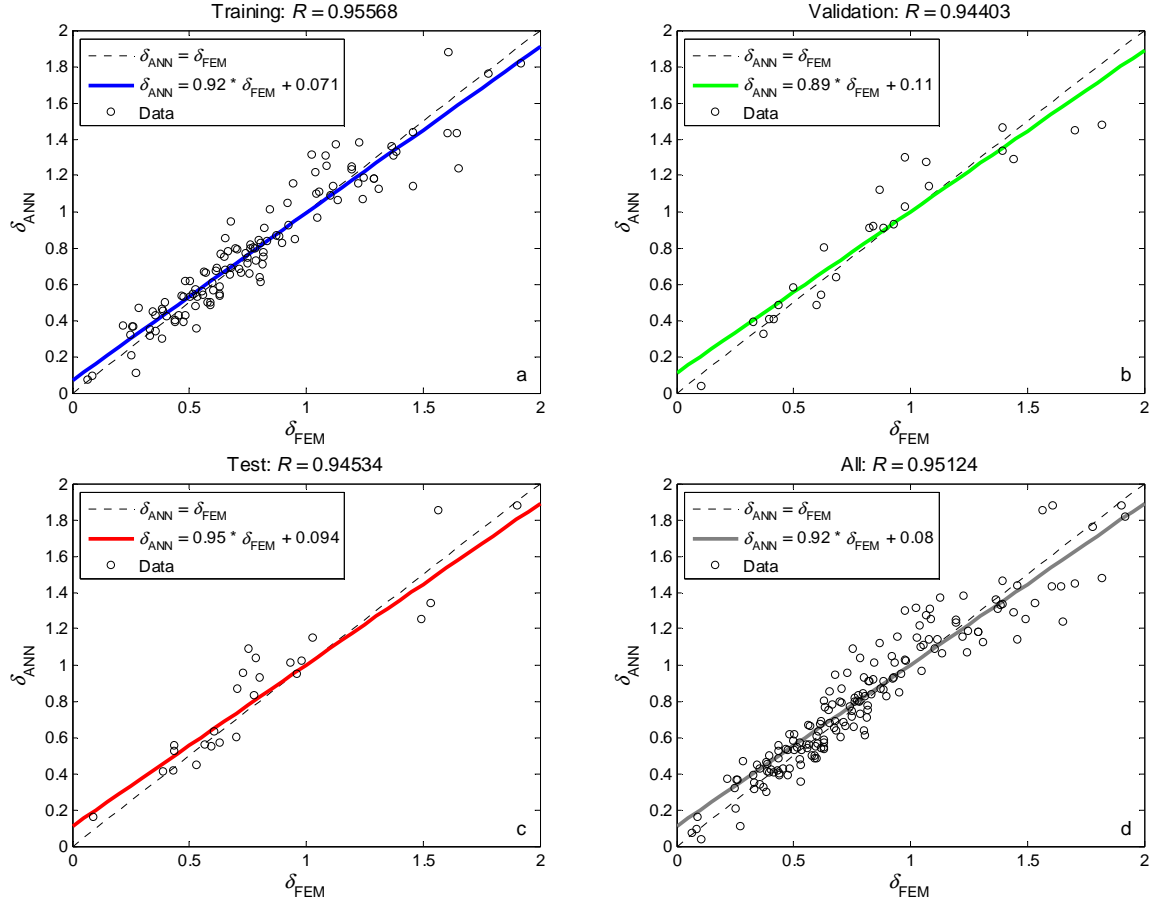 Training: R = 0.95568
δANN = δFEM
δANN = 0.92 * δFEM + 0.071
Data
2
1.8
1.6
1.4
1.2
1
0.8
0.6
0.4
0.2
0
δANN
0
0.5
1
1.5
2
δFEM
a
Validation: R = 0.94403
δANN = δFEM
δANN = 0.89 * δFEM + 0.11
Data
2
1.8
1.6
1.4
1.2
1
0.8
0.6
0.4
0.2
0
δANN
0
0.5
1
1.5
2
δFEM
b
Test: R = 0.94534
δANN = δFEM
δANN = 0.95 * δFEM + 0.094
Data
2
1.8
1.6
1.4
1.2
1
0.8
0.6
0.4
0.2
0
δANN
0
0.5
1
1.5
2
δFEM
c
All: R = 0.95124
δANN = δFEM
δANN = 0.92 * δFEM + 0.08
Data
2
1.8
1.6
1.4
1.2
1
0.8
0.6
0.4
0.2
0
δANN
0
0.5
1
1.5
2
δFEM
d